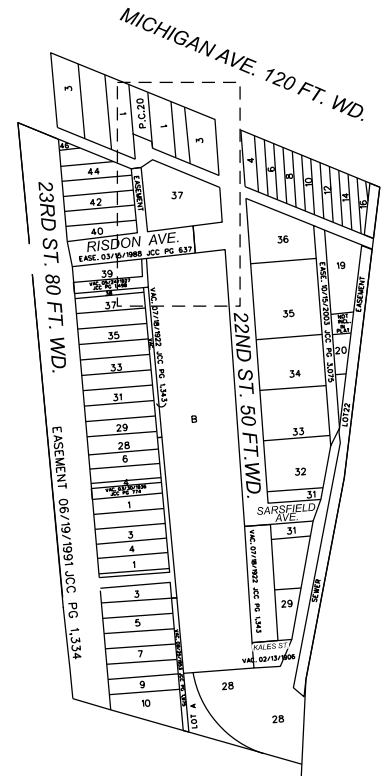 MICHIGAN AVE. 120 FT. WD.
3
1
P.C.20
1
3
4
6
8
10
12
14
16
46
44
42
40
EASEMENT
37
RISDON AVE.
EASE. 03/15/1988 JCC PG 637
39
37
35
33
31
29
28
6
1
3
4
1
3
5
7
9
10
23RD ST. 80 FT. WD.
EASEMENT 06/19/1991 JCC PG 1,334
VAC. 07/18/1922 JCC PG 1,343
B
22ND ST. 50 FT.WD.
36
35
34
33
32
31
SARSFIELD
AVE.
31
29
EASE. 10/15/2003 JCC PG 3,075
19
NOT
20
EASEMENT
LOT22
SEWER
VAC. 07/18/1922 JCC PG 1,343
KALES ST.
VAC. 02/13/1906
LOT A
28
28